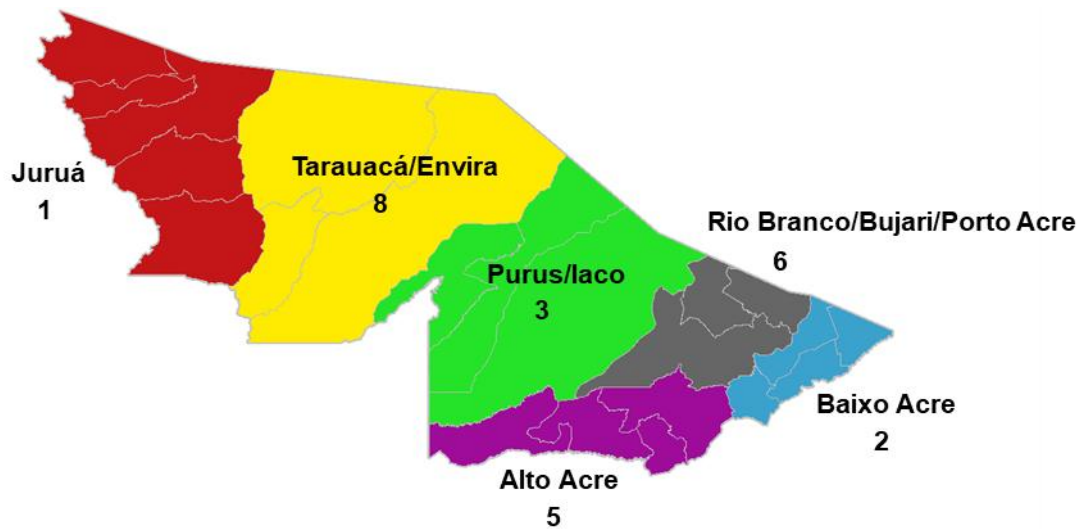 Juruá
1
Tarauacá/Envira
8
Purus/Iaco
3
Rio Branco/Bujari/Porto Acre
6
Baixo Acre
2
Alto Acre
5